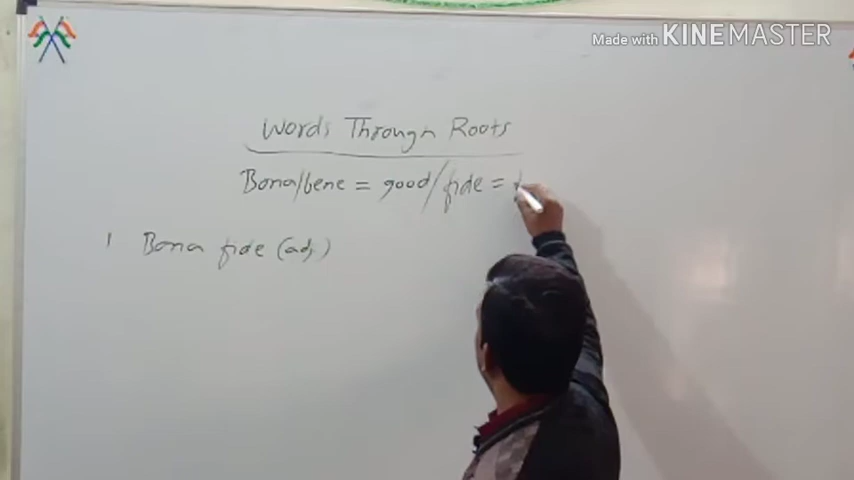 Made with KINEMASTER
Words Through Roots
Bona/bene = good/fide =
1 Bona fide (adj)